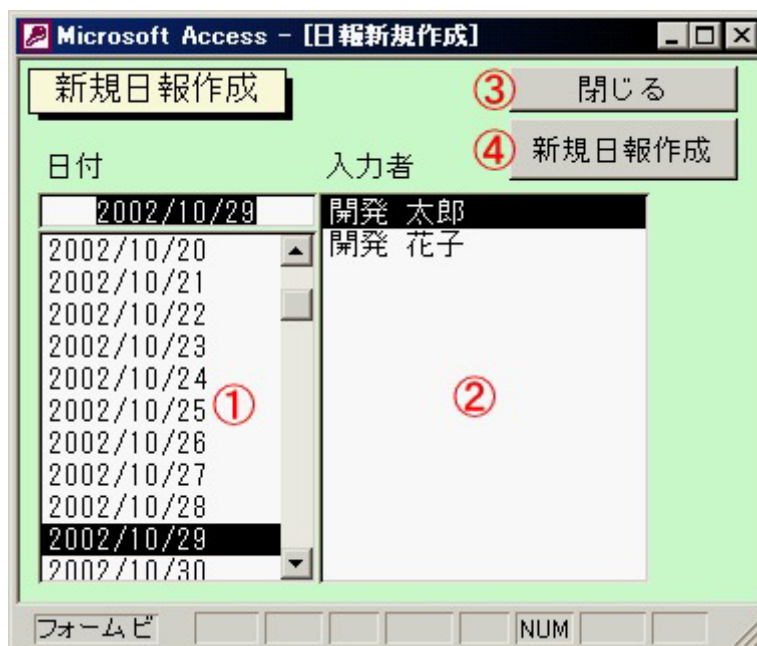 Microsoft Access - [日報新規作成]
新規日報作成
③ 閉じる
④ 新規日報作成
日付
入力者
2002/10/29
2002/10/20
2002/10/21
2002/10/22
2002/10/23
2002/10/24
2002/10/25
2002/10/26
2002/10/27
2002/10/28
2002/10/29
2002/10/30
①
開発 太郎
開発 花子
②
フォーム ビ
NUM